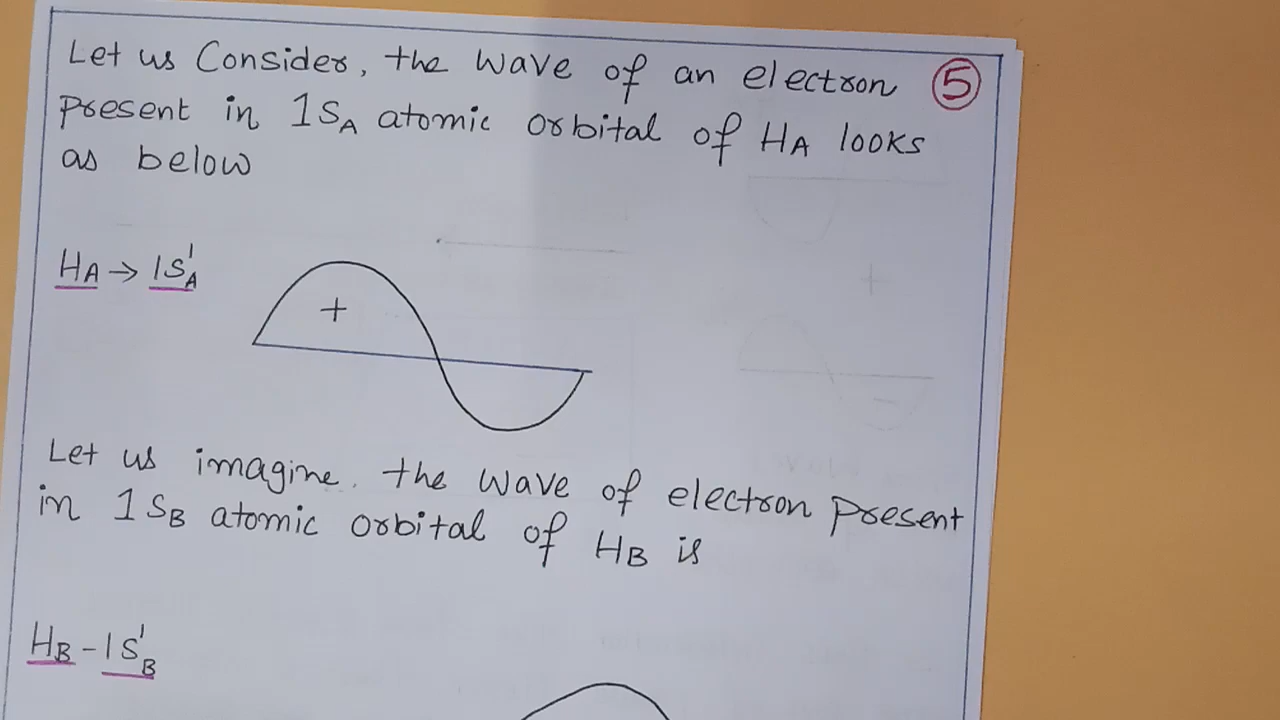 Let us Consider, the wave of an electron 5
present in 1SA atomic orbital of HA looks
as below
HA → 1S¹A
+
Let us imagine. the wave of electron present
in 1SB atomic orbital of HB is
HB - 1S¹B